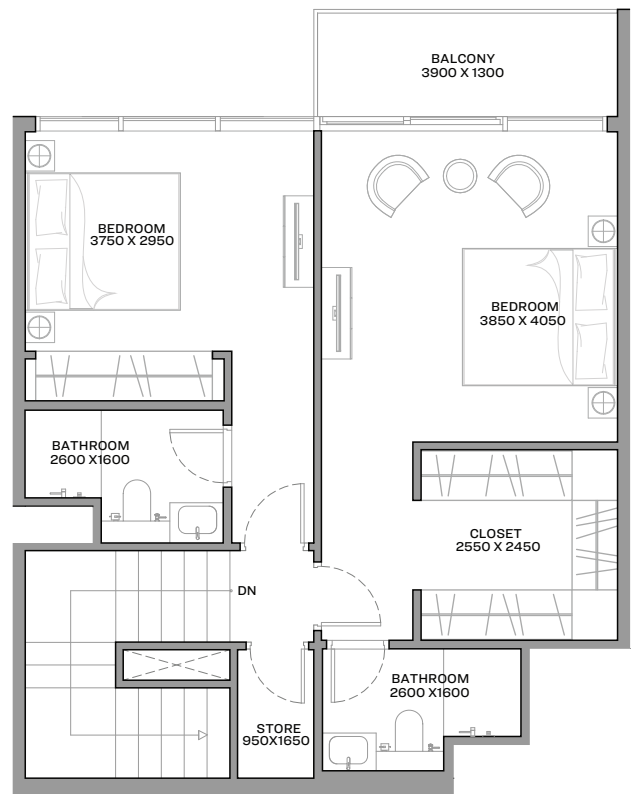 BALCONY
3900 X 1300
BEDROOM
3750 X 2950
BEDROOM
3850 X 4050
BATHROOM
2600 X1600
CLOSET
2550 X 2450
DN
BATHROOM
2600 X1600
STORE
950X1650